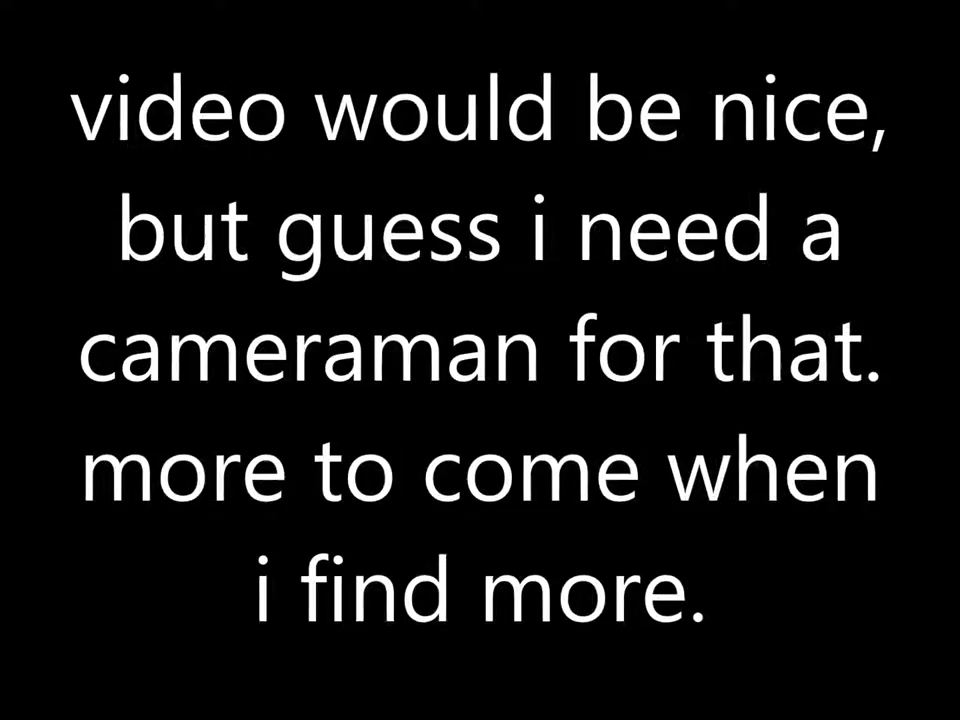 video would be nice,
but guess i need a
cameraman for that.
more to come when
i find more.